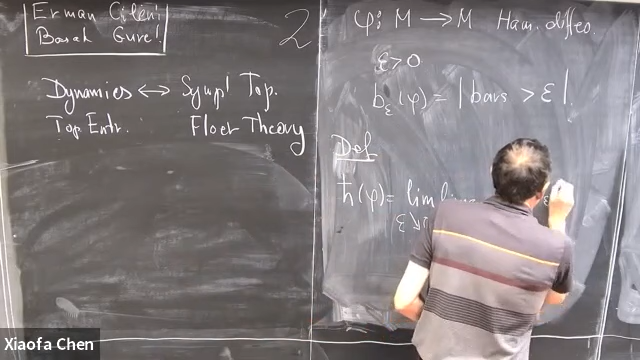 Erman Çineli
Başak Gürel
2
Dynamics ↔ Sympl Top.
Top Entr. Floer Theory
φ: M → M Ham. diffeo.
ε > 0
b_ε(φ) = | bars > ε |.
Def
ħ(φ) = lim
ε↘0
Xiaofa Chen